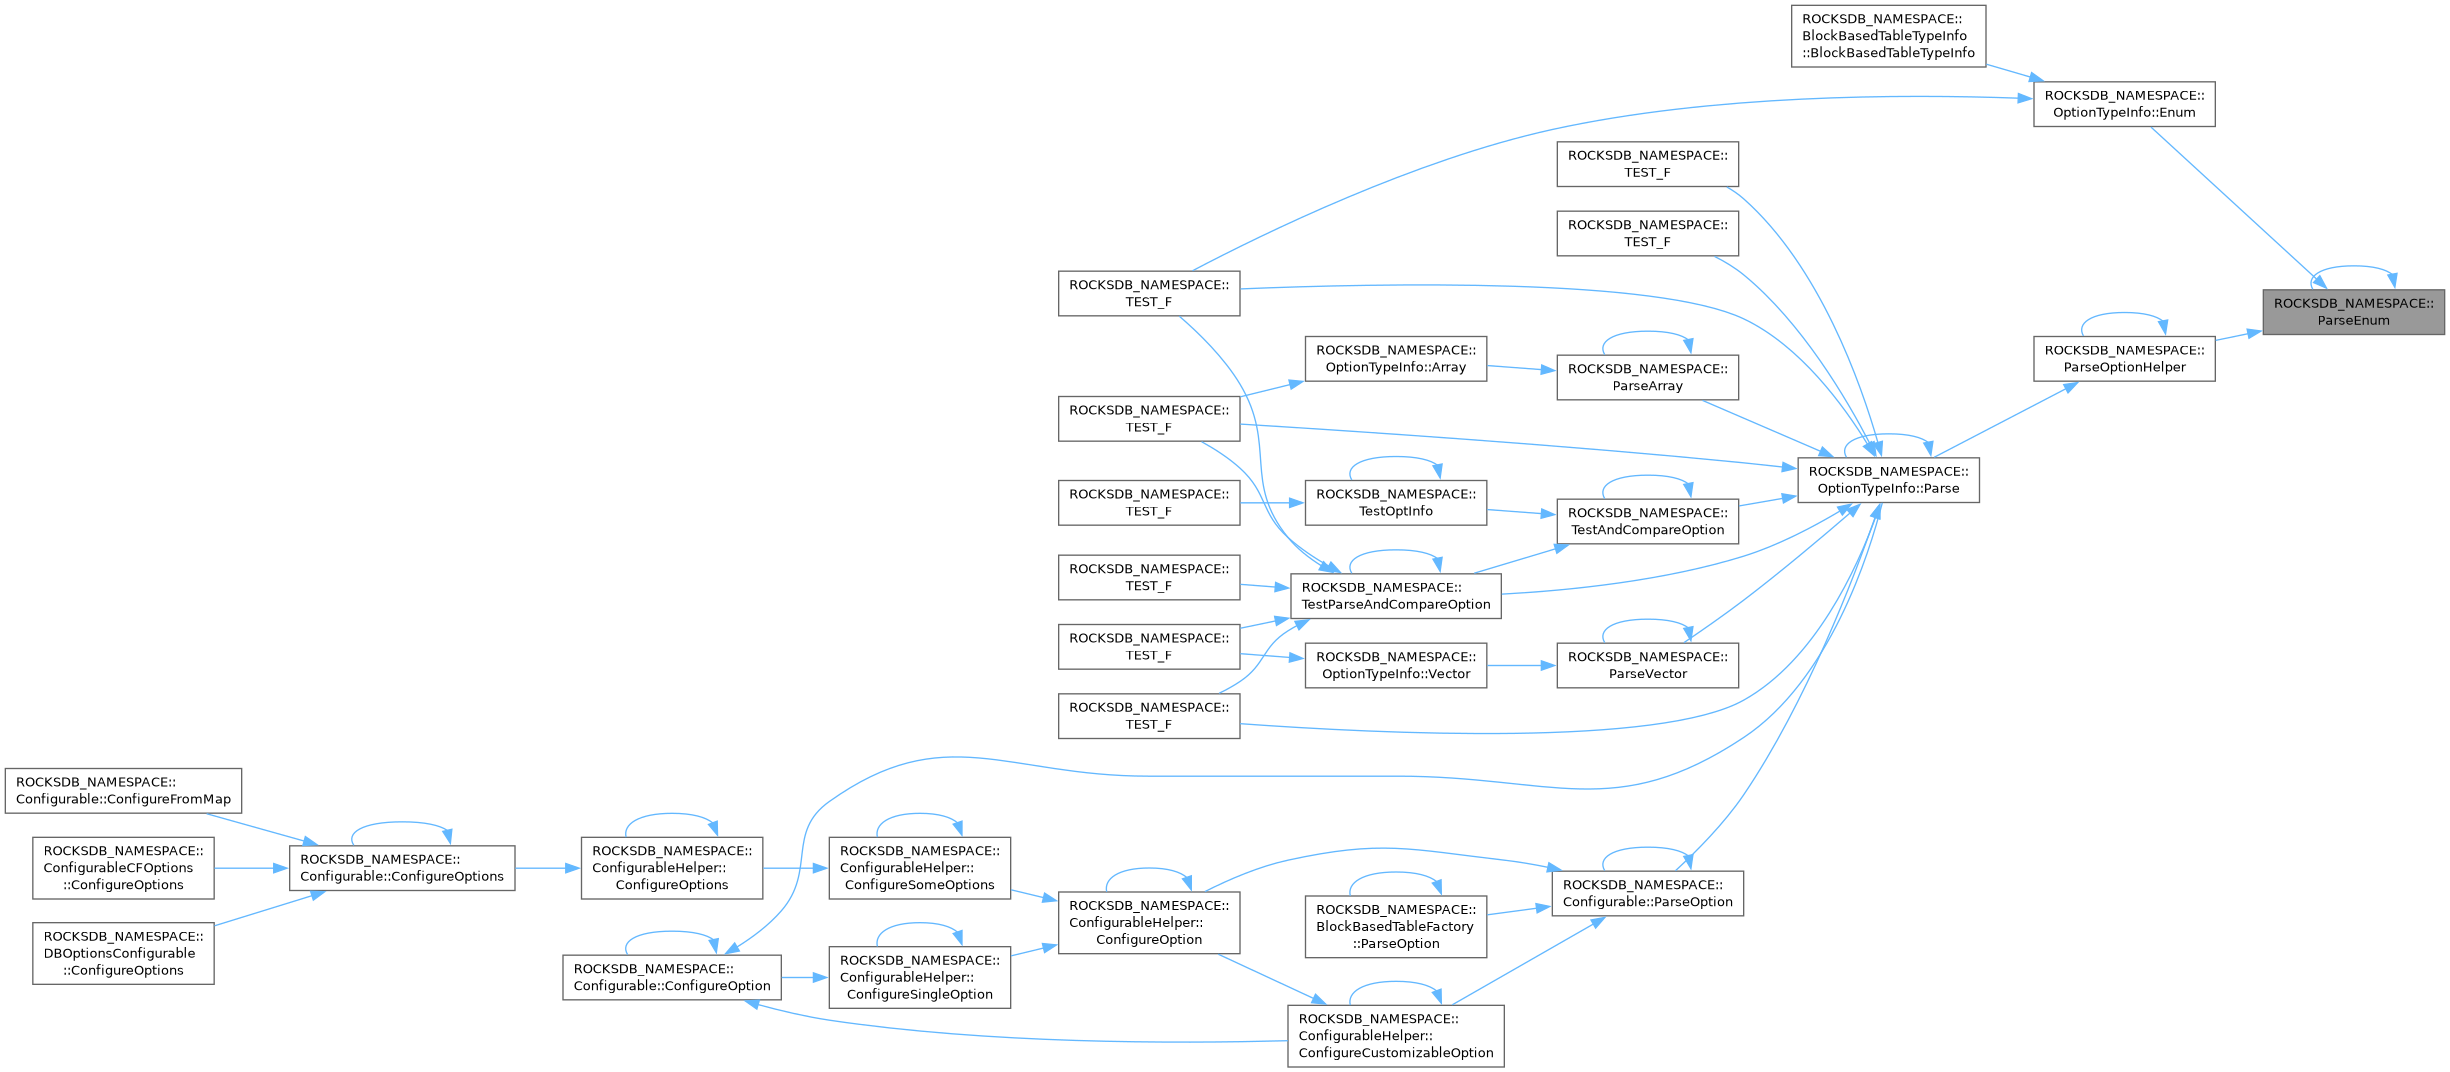 ROCKSDB_NAMESPACE::
BlockBasedTableTypeInfo
::BlockBasedTableTypeInfo
ROCKSDB_NAMESPACE::
OptionTypeInfo::Enum
ROCKSDB_NAMESPACE::
TEST_F
ROCKSDB_NAMESPACE::
TEST_F
ROCKSDB_NAMESPACE::
TEST_F
ROCKSDB_NAMESPACE::
ParseEnum
ROCKSDB_NAMESPACE::
OptionTypeInfo::Array
ROCKSDB_NAMESPACE::
ParseArray
ROCKSDB_NAMESPACE::
ParseOptionHelper
ROCKSDB_NAMESPACE::
TEST_F
ROCKSDB_NAMESPACE::
OptionTypeInfo::Parse
ROCKSDB_NAMESPACE::
TEST_F
ROCKSDB_NAMESPACE::
TestOptInfo
ROCKSDB_NAMESPACE::
TestAndCompareOption
ROCKSDB_NAMESPACE::
TEST_F
ROCKSDB_NAMESPACE::
TestParseAndCompareOption
ROCKSDB_NAMESPACE::
TEST_F
ROCKSDB_NAMESPACE::
OptionTypeInfo::Vector
ROCKSDB_NAMESPACE::
ParseVector
ROCKSDB_NAMESPACE::
TEST_F
ROCKSDB_NAMESPACE::
Configurable::ConfigureFromMap
ROCKSDB_NAMESPACE::
ConfigurableCFOptions
::ConfigureOptions
ROCKSDB_NAMESPACE::
Configurable::ConfigureOptions
ROCKSDB_NAMESPACE::
ConfigurableHelper::
ConfigureOptions
ROCKSDB_NAMESPACE::
ConfigurableHelper::
ConfigureSomeOptions
ROCKSDB_NAMESPACE::
ConfigurableHelper::
ConfigureOption
ROCKSDB_NAMESPACE::
BlockBasedTableFactory
::ParseOption
ROCKSDB_NAMESPACE::
Configurable::ParseOption
ROCKSDB_NAMESPACE::
DBOptionsConfigurable
::ConfigureOptions
ROCKSDB_NAMESPACE::
Configurable::ConfigureOption
ROCKSDB_NAMESPACE::
ConfigurableHelper::
ConfigureSingleOption
ROCKSDB_NAMESPACE::
ConfigurableHelper::
ConfigureCustomizableOption